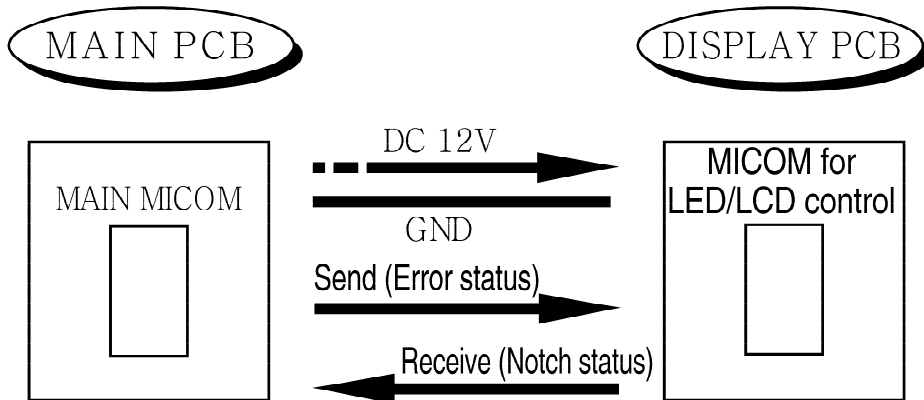 MAIN PCB
DISPLAY PCB
MAIN MICOM
DC 12V
GND
Send (Error status)
Receive (Notch status)
MICOM for
LED/LCD control